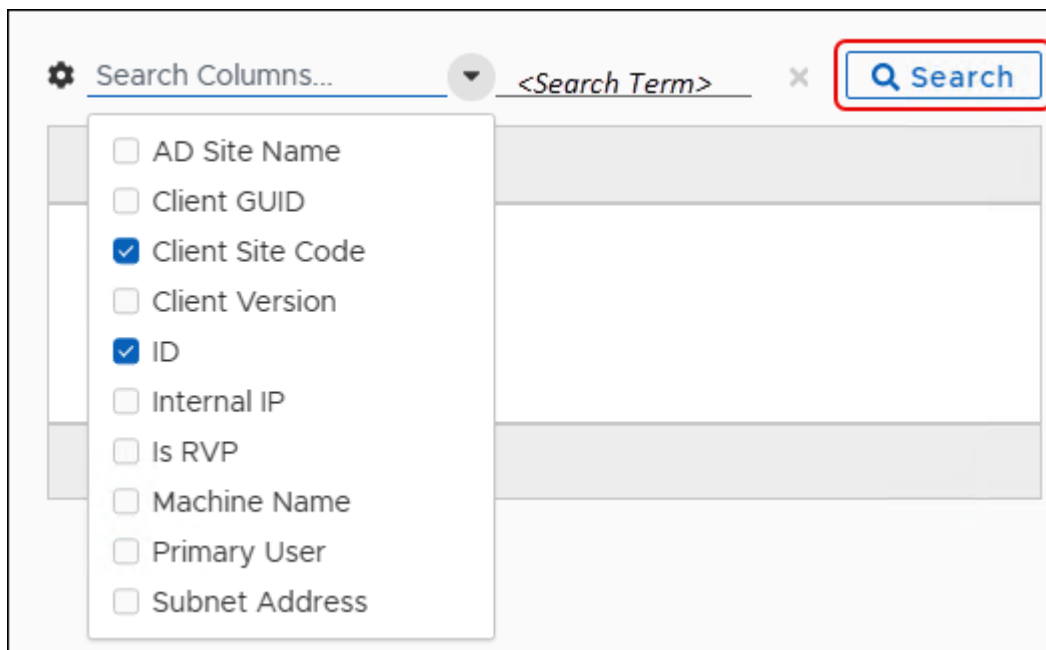 Search Columns... <Search Term> Search
AD Site Name
Client GUID
Client Site Code
Client Version
ID
Internal IP
Is RVP
Machine Name
Primary User
Subnet Address